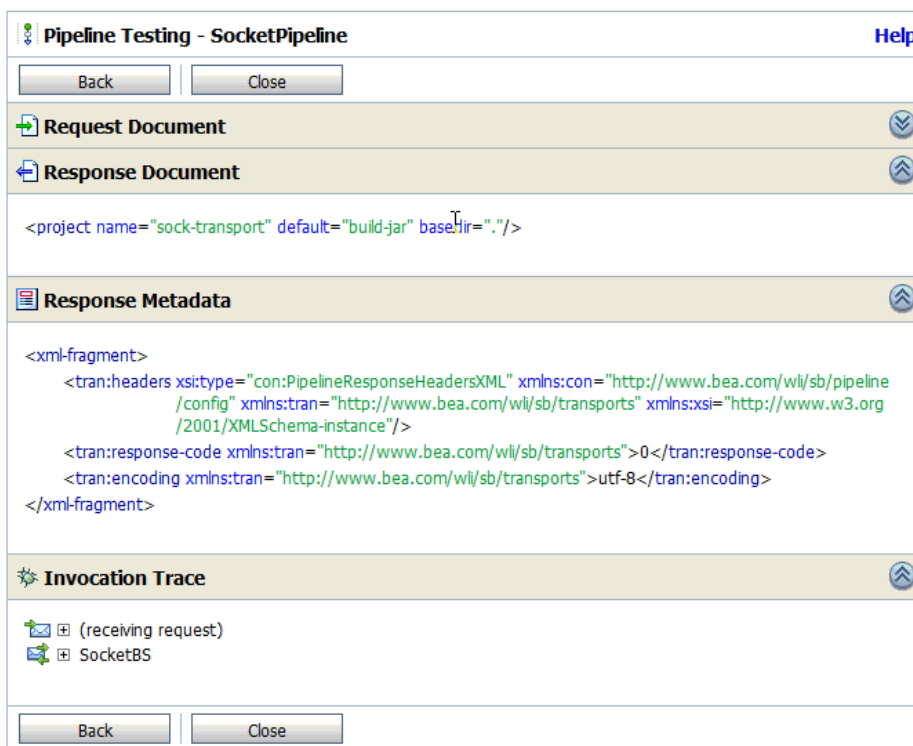 Pipeline Testing - SocketPipeline
Help
Back
Close
Request Document
Response Document
<project name="sock-transport" default="build-jar" basedir="."/>
Response Metadata
<xml-fragment>
<tran:headers xsi:type="con:PipelineResponseHeadersXML" xmlns:con="http://www.bea.com/wli/sb/pipeline
/config" xmlns:tran="http://www.bea.com/wli/sb/transports" xmlns:xsi="http://www.w3.org
/2001/XMLSchema-instance"/>
<tran:response-code xmlns:tran="http://www.bea.com/wli/sb/transports">0</tran:response-code>
<tran:encoding xmlns:tran="http://www.bea.com/wli/sb/transports">utf-8</tran:encoding>
</xml-fragment>
Invocation Trace
(receiving request)
SocketBS
Back
Close